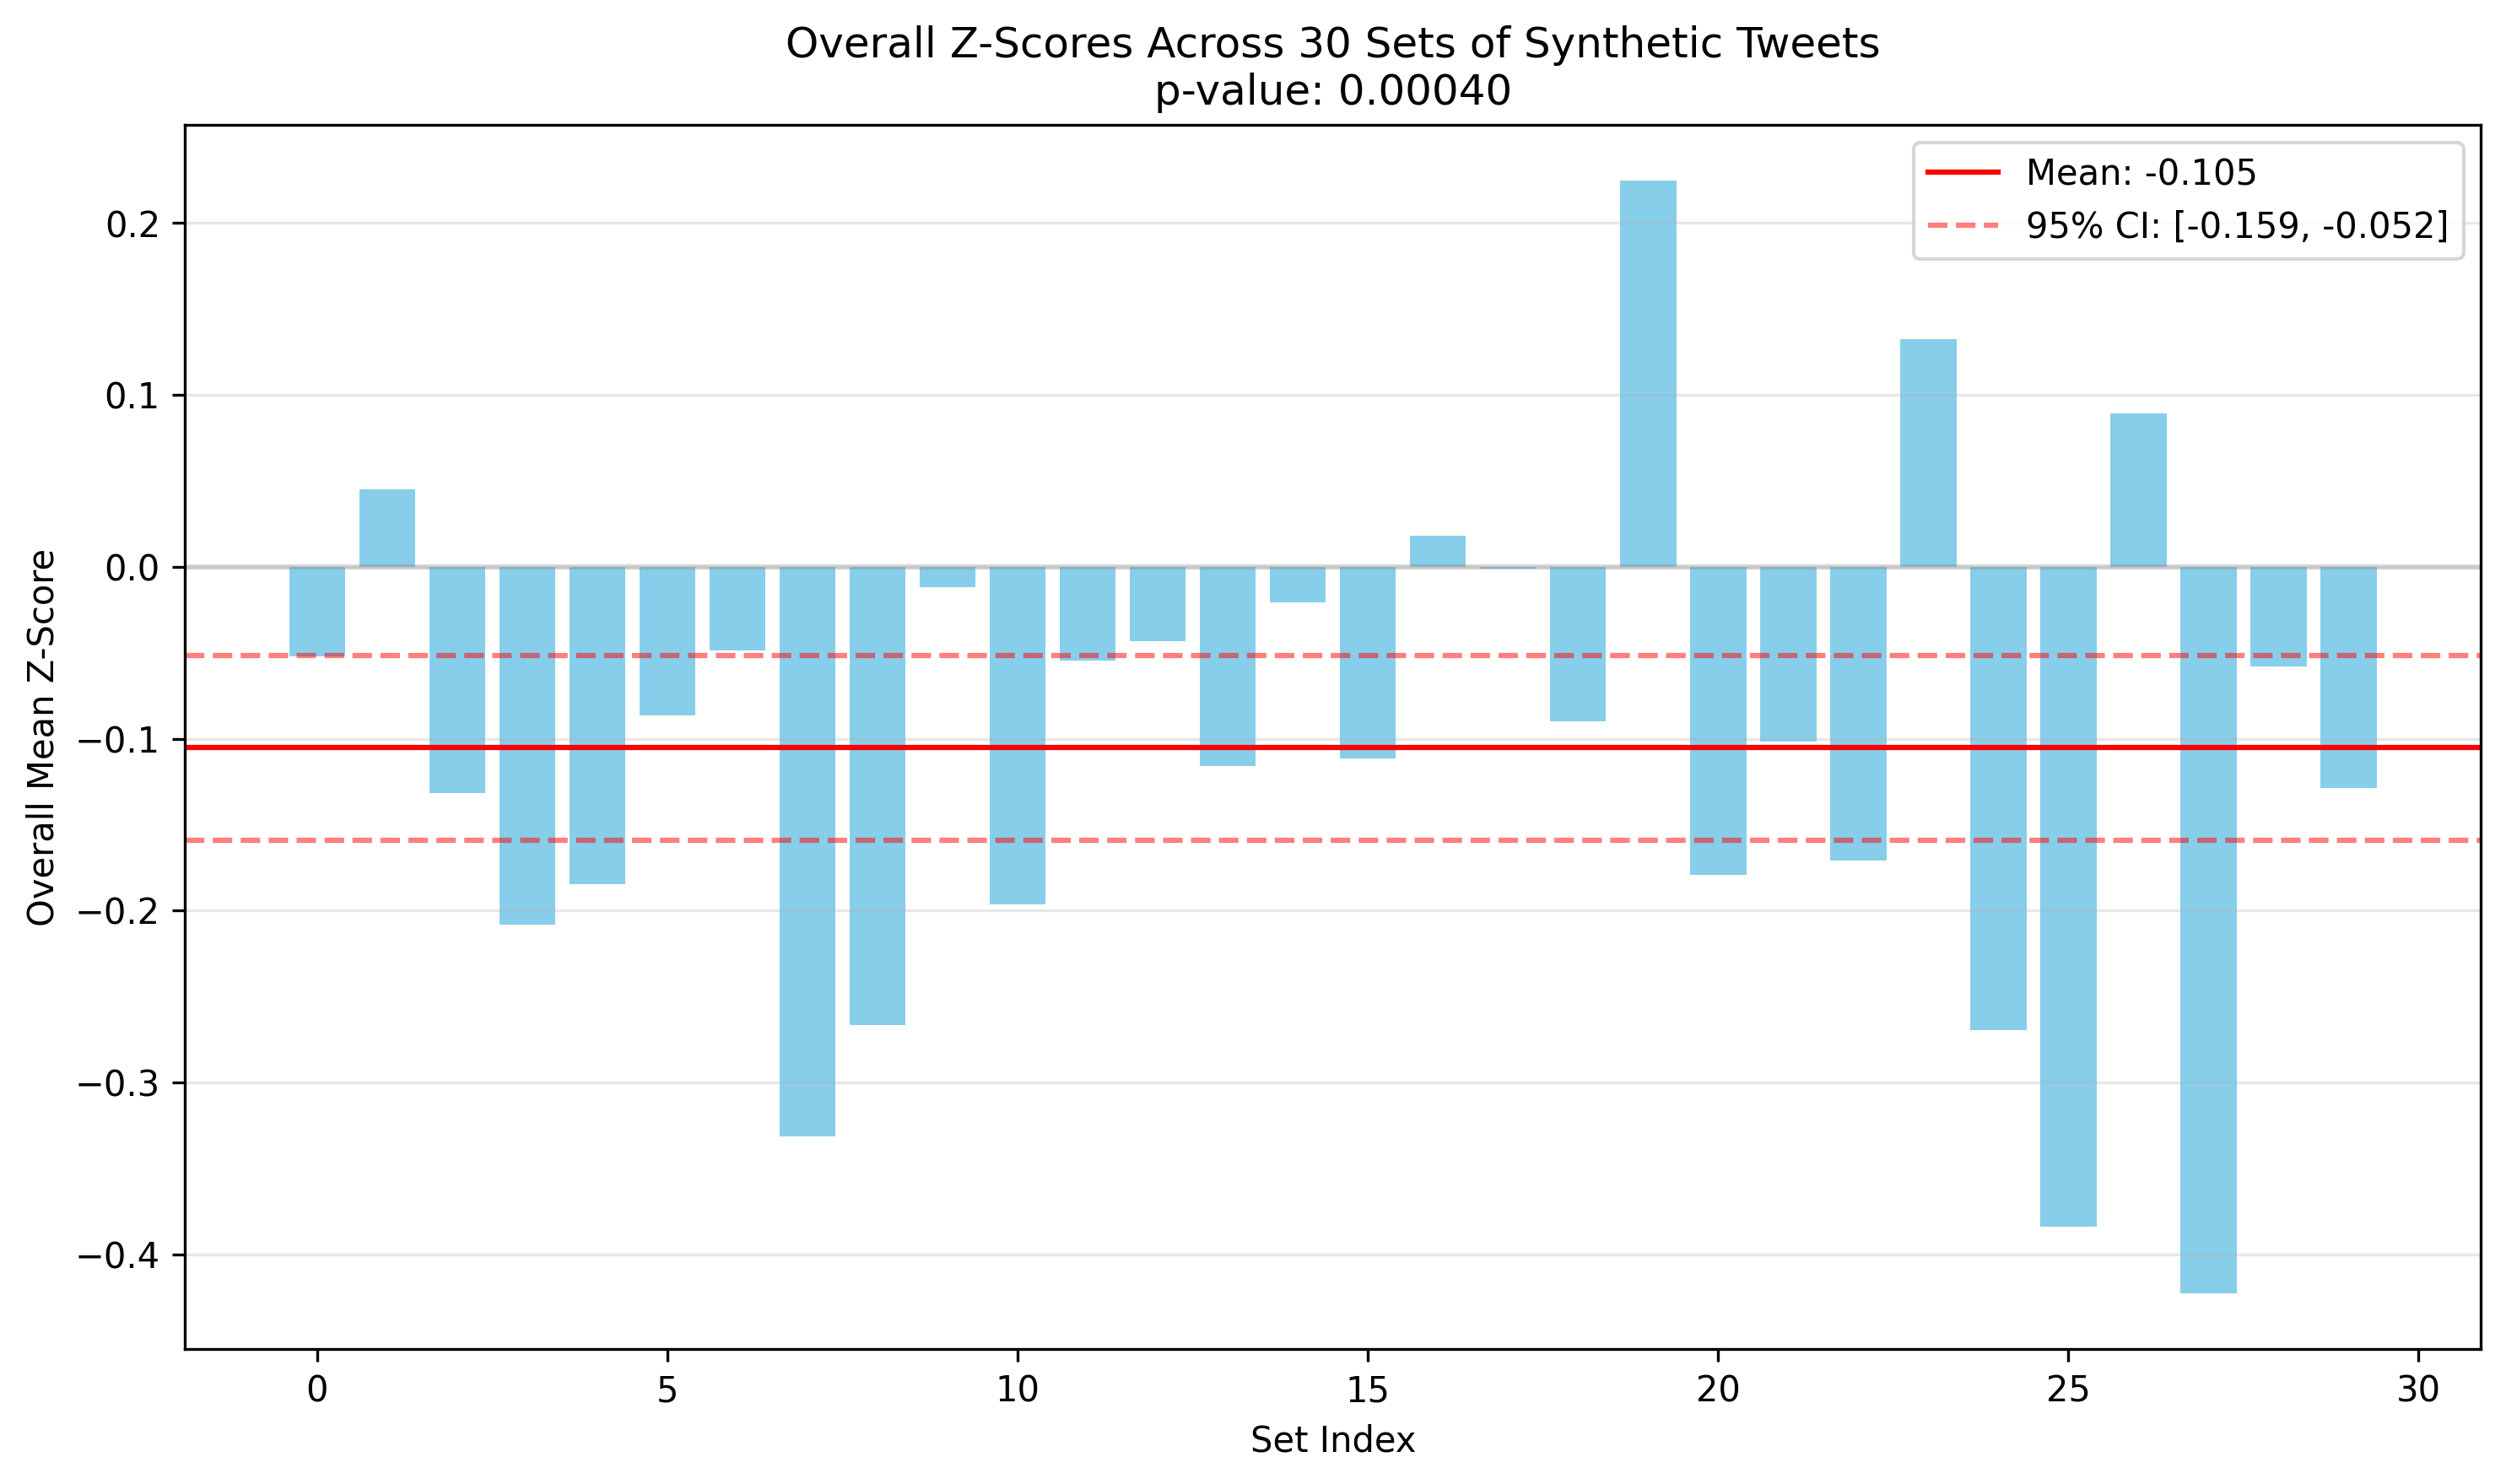 Overall Z-Scores Across 30 Sets of Synthetic Tweets
p-value: 0.00040
Mean: -0.105
95% CI: [-0.159, -0.052]
Overall Mean Z-Score
0.2
0.1
0.0
−0.1
−0.2
−0.3
−0.4
0 5 10 15 20 25 30
Set Index